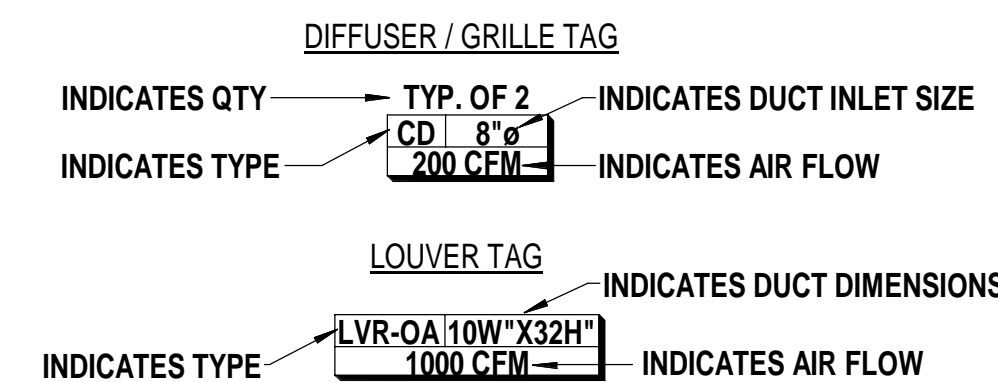 DIFFUSER / GRILLE TAG
INDICATES QTY TYP. OF 2 INDICATES DUCT INLET SIZE
CD 8"ø
INDICATES TYPE 200 CFM INDICATES AIR FLOW
LOUVER TAG
INDICATES DUCT DIMENSIONS
LVR-OA 10W"X32H"
INDICATES TYPE 1000 CFM INDICATES AIR FLOW